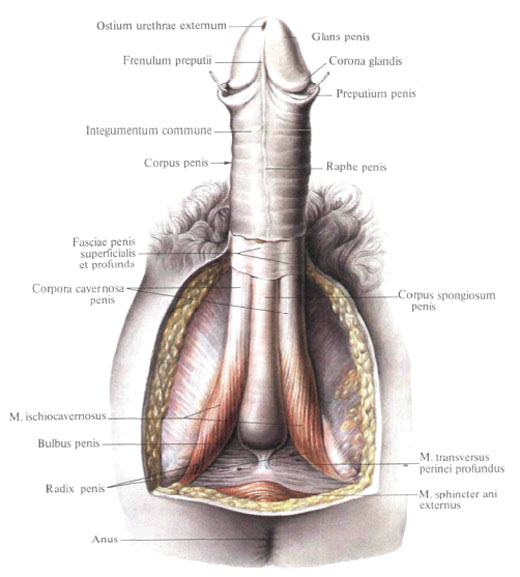 Ostium urethrae externum
Glans penis
Frenulum preputii
Corona glandis
Preputium penis
Integumentum commune
Corpus penis
Raphe penis
Fasciae penis
superficialis
et profunda
Corpora cavernosa
penis
Corpus spongiosum
penis
M. ischiocavernosus
Bulbus penis
M. transversus
perinei profundus
Radix penis
M. sphincter ani
externus
Anus